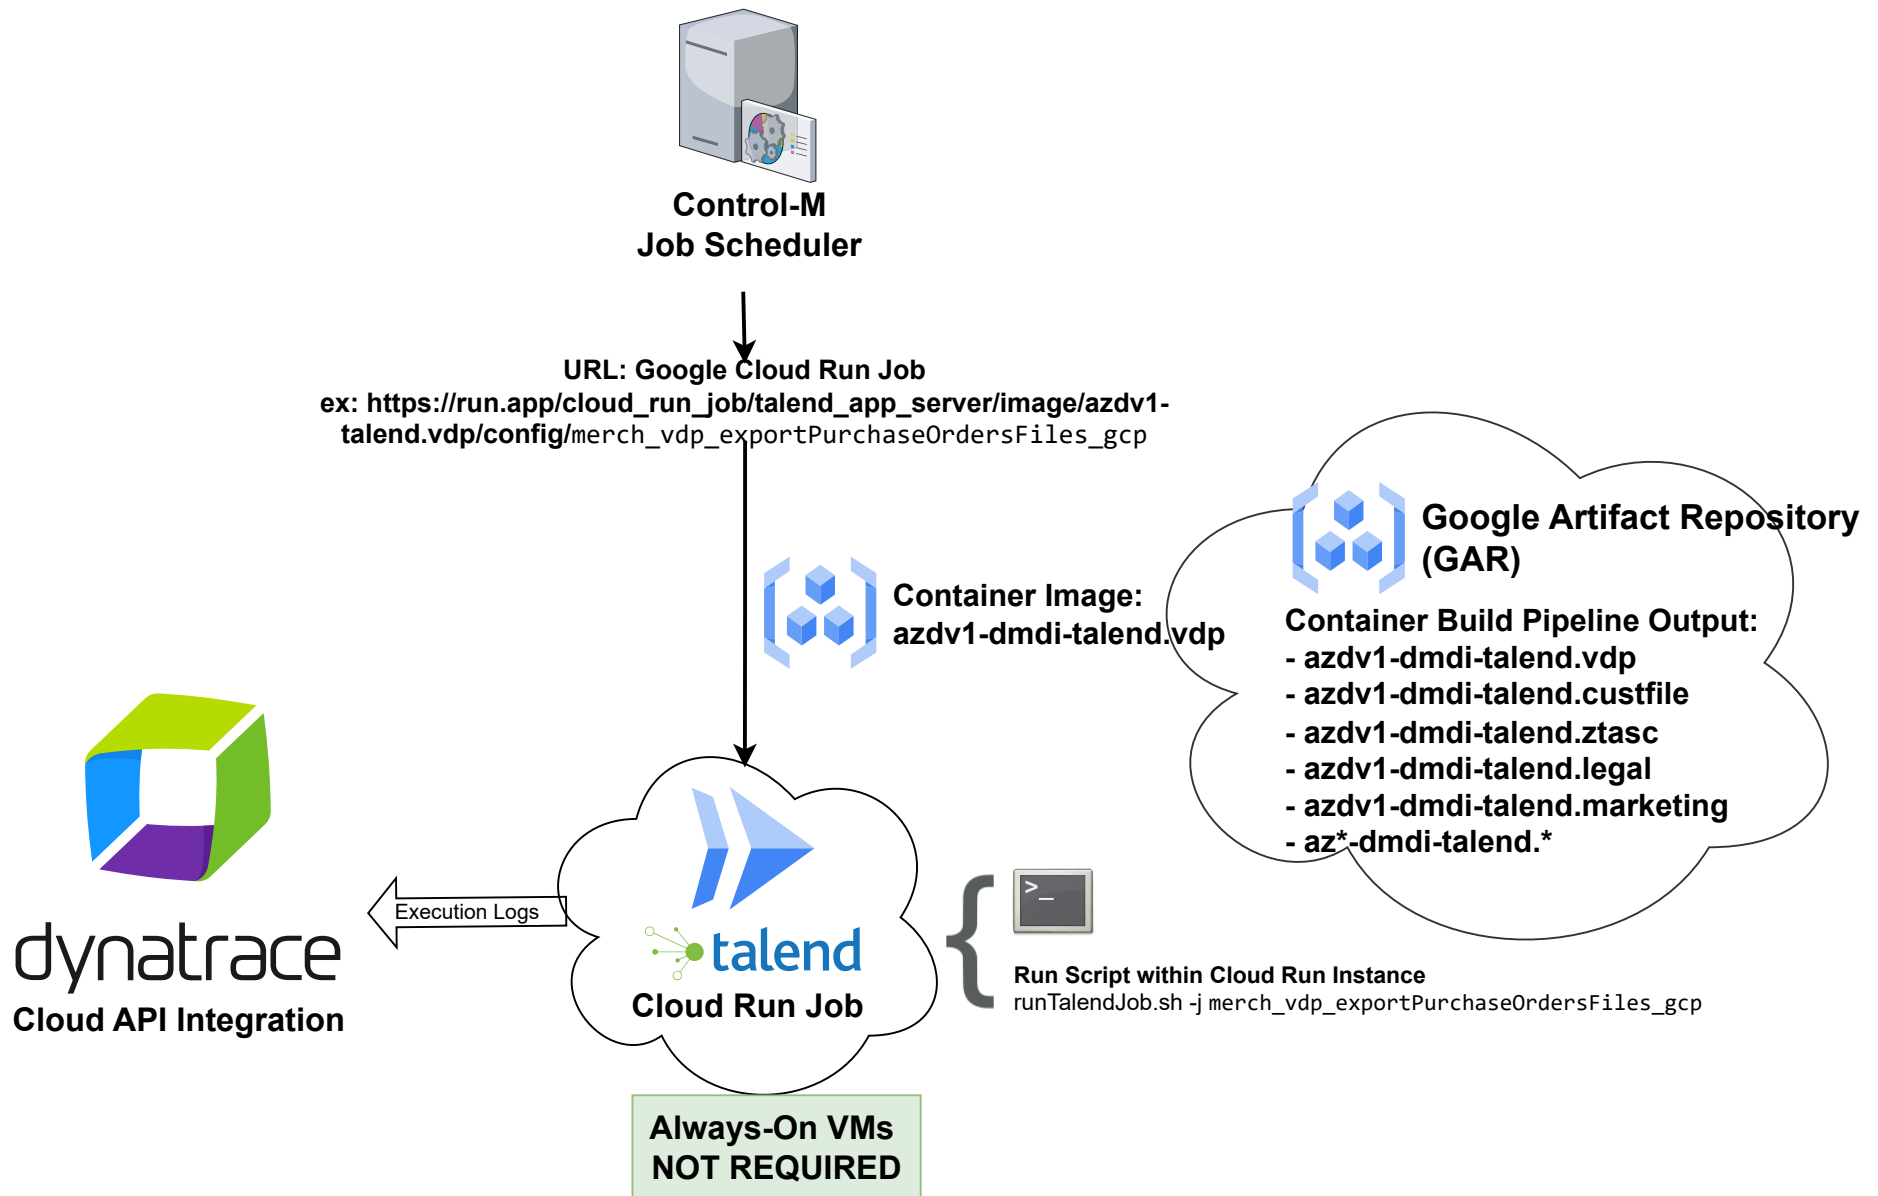 Control-M
Job Scheduler
URL: Google Cloud Run Job
ex: https://run.app/cloud_run_job/talend_app_server/image/azdv1-
talend.vdp/config/merch_vdp_exportPurchaseOrdersFiles_gcp
Container Image:
azdv1-dmdi-talend.vdp
Google Artifact Repository
(GAR)
Container Build Pipeline Output:
- azdv1-dmdi-talend.vdp
- azdv1-dmdi-talend.custfile
- azdv1-dmdi-talend.ztasc
- azdv1-dmdi-talend.legal
- azdv1-dmdi-talend.marketing
- az*-dmdi-talend.*
dynatrace
Cloud API Integration
Execution Logs
talend
Cloud Run Job
>_
Run Script within Cloud Run Instance
runTalendJob.sh -j merch_vdp_exportPurchaseOrdersFiles_gcp
Always-On VMs
NOT REQUIRED